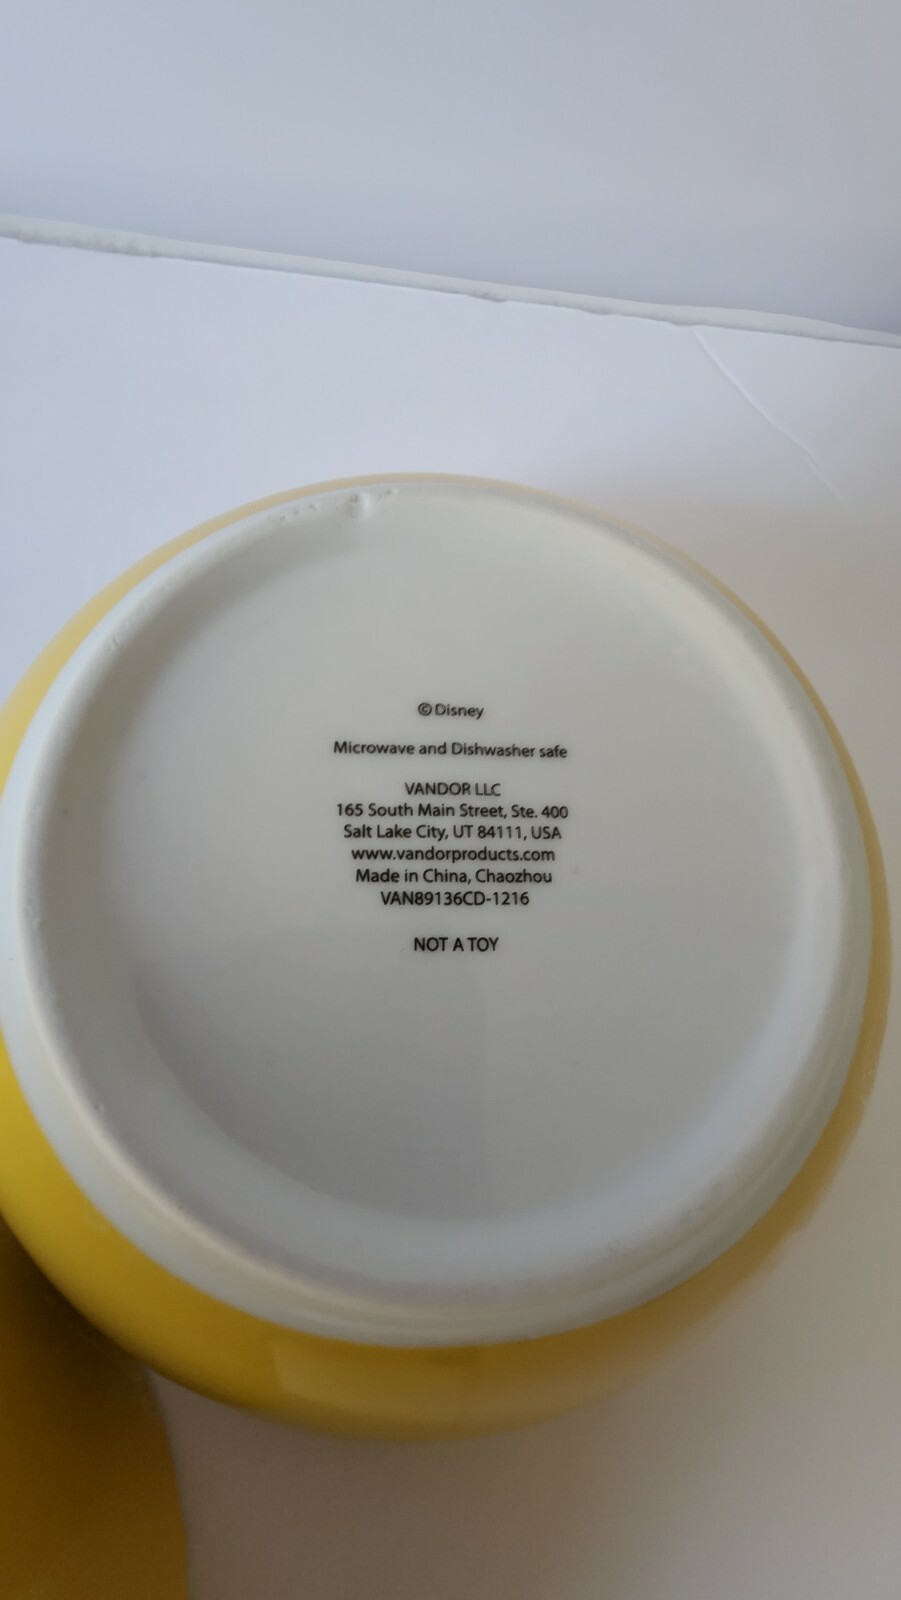 © Disney
Microwave and Dishwasher safe
VANDOR LLC
165 South Main Street, Ste. 400
Salt Lake City, UT 84111, USA
www.vandorproducts.com
Made in China, Chaozhou
VAN89136CD-1216
NOT A TOY